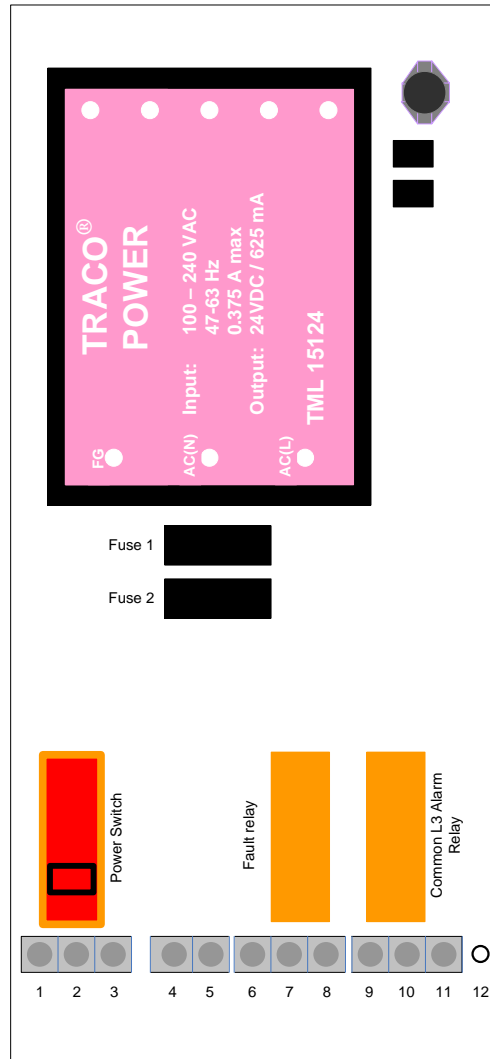 TRACO®
POWER
Input: 100 – 240 VAC
47-63 Hz
0.375 A max
Output: 24VDC / 625 mA
TML 15124
FG
AC(N)
AC(L)
Fuse 1
Fuse 2
Power Switch
Fault relay
Common L3 Alarm
Relay
1 2 3 4 5 6 7 8 9 10 11 12